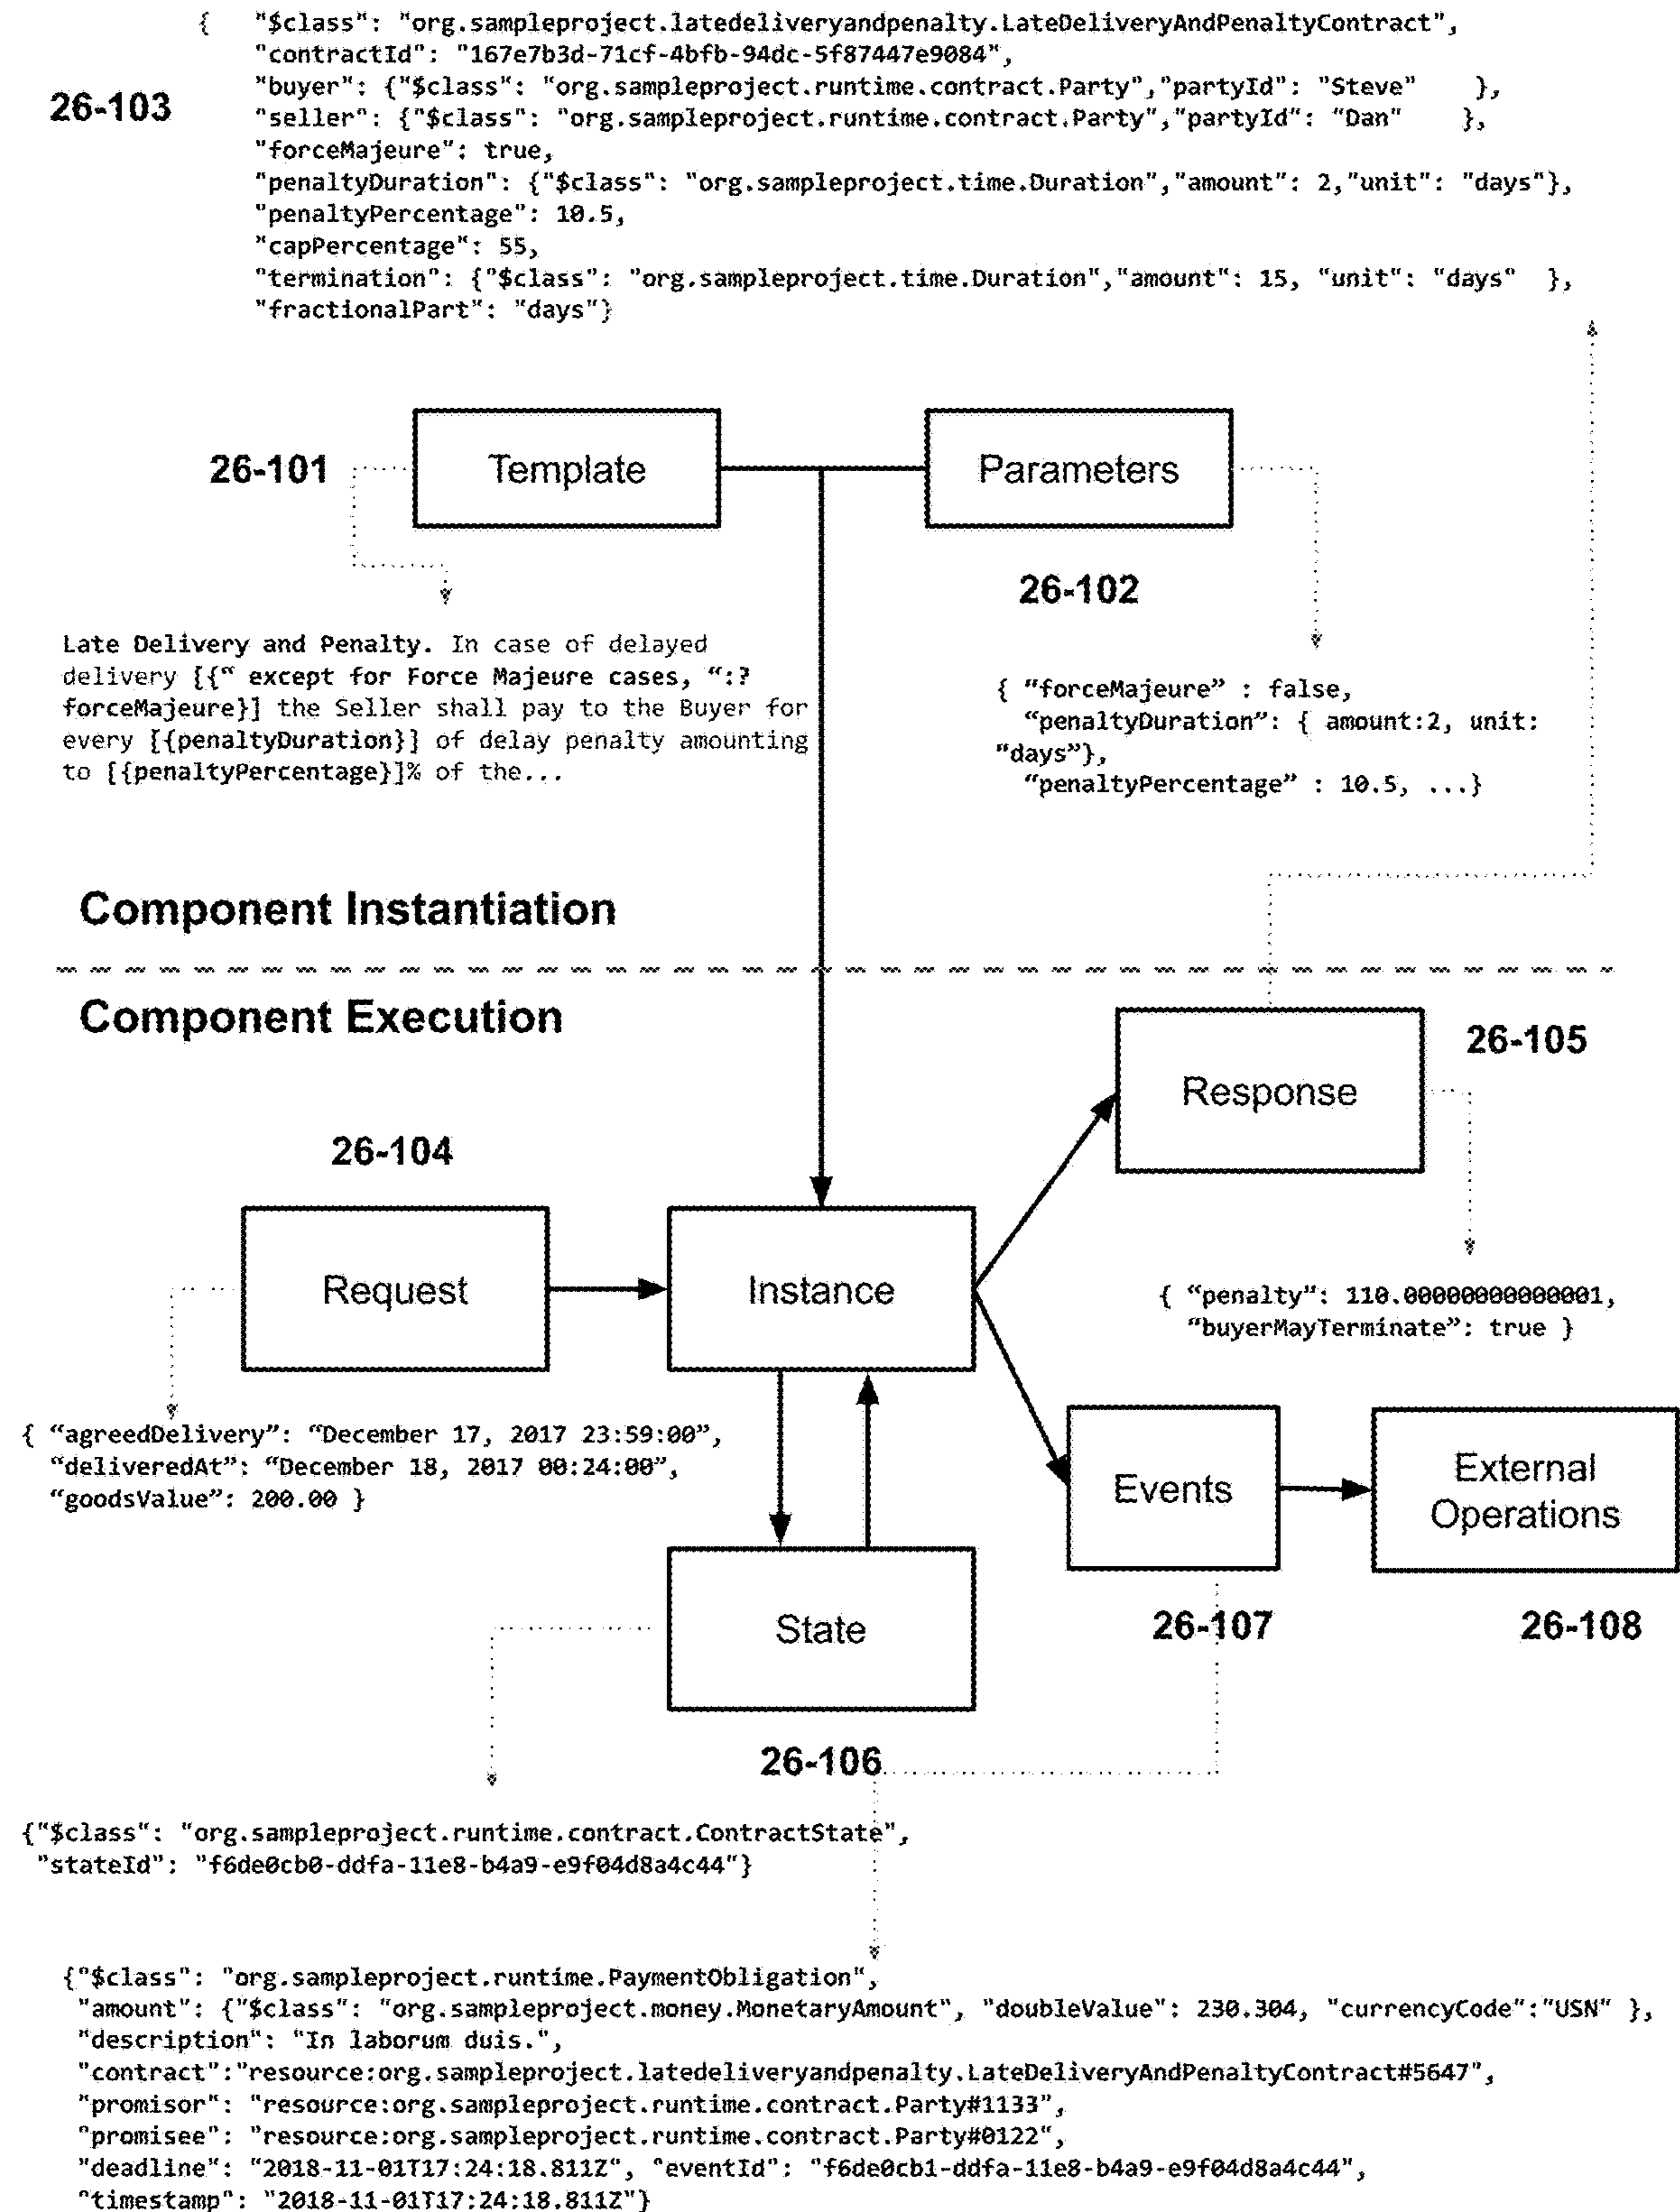 { "$class": "org.sampleproject.latedeliveryandpenalty.LateDeliveryAndPenaltyContract",
"contractId": "167e7b3d-71cf-4bfb-94dc-5f87447e9084",
26-103
"buyer": {"$class": "org.sampleproject.runtime.contract.Party","partyId": "Steve" },
"seller": {"$class": "org.sampleproject.runtime.contract.Party","partyId": "Dan" },
"forceMajeure": true,
"penaltyDuration": {"$class": "org.sampleproject.time.Duration","amount": 2,"unit": "days"},
"penaltyPercentage": 10.5,
"capPercentage": 55,
"termination": {"$class": "org.sampleproject.time.Duration","amount": 15, "unit": "days" },
"fractionalPart": "days"}
26-101
Template
Parameters
26-102
Late Delivery and Penalty. In case of delayed
delivery [{“ except for Force Majeure cases, “:?
forceMajeure}] the Seller shall pay to the Buyer for
every [{penaltyDuration}] of delay penalty amounting
to [{penaltyPercentage}]% of the...
{ “forceMajeure” : false,
“penaltyDuration”: { amount:2, unit:
“days”},
“penaltyPercentage” : 10.5, ...}
Component Instantiation
Component Execution
26-105
Response
26-104
Request
Instance
{ “penalty”: 110.00000000000001,
“buyerMayTerminate”: true }
{ “agreedDelivery”: “December 17, 2017 23:59:00”,
“deliveredAt”: “December 18, 2017 00:24:00”,
“goodsValue”: 200.00 }
Events
External
Operations
State
26-107
26-108
26-106
{"$class": "org.sampleproject.runtime.contract.ContractState",
"stateId": "f6de0cb0-ddfa-11e8-b4a9-e9f04d8a4c44"}
{"$class": "org.sampleproject.runtime.PaymentObligation",
"amount": {"$class": "org.sampleproject.money.MonetaryAmount", "doubleValue": 230.304, "currencyCode":"USN" },
"description": "In laborum duis.",
"contract":"resource:org.sampleproject.latedeliveryandpenalty.LateDeliveryAndPenaltyContract#5647",
"promisor": "resource:org.sampleproject.runtime.contract.Party#1133",
"promisee": "resource:org.sampleproject.runtime.contract.Party#0122",
"deadline": "2018-11-01T17:24:18.811Z", "eventId": "f6de0cb1-ddfa-11e8-b4a9-e9f04d8a4c44",
"timestamp": "2018-11-01T17:24:18.811Z"}